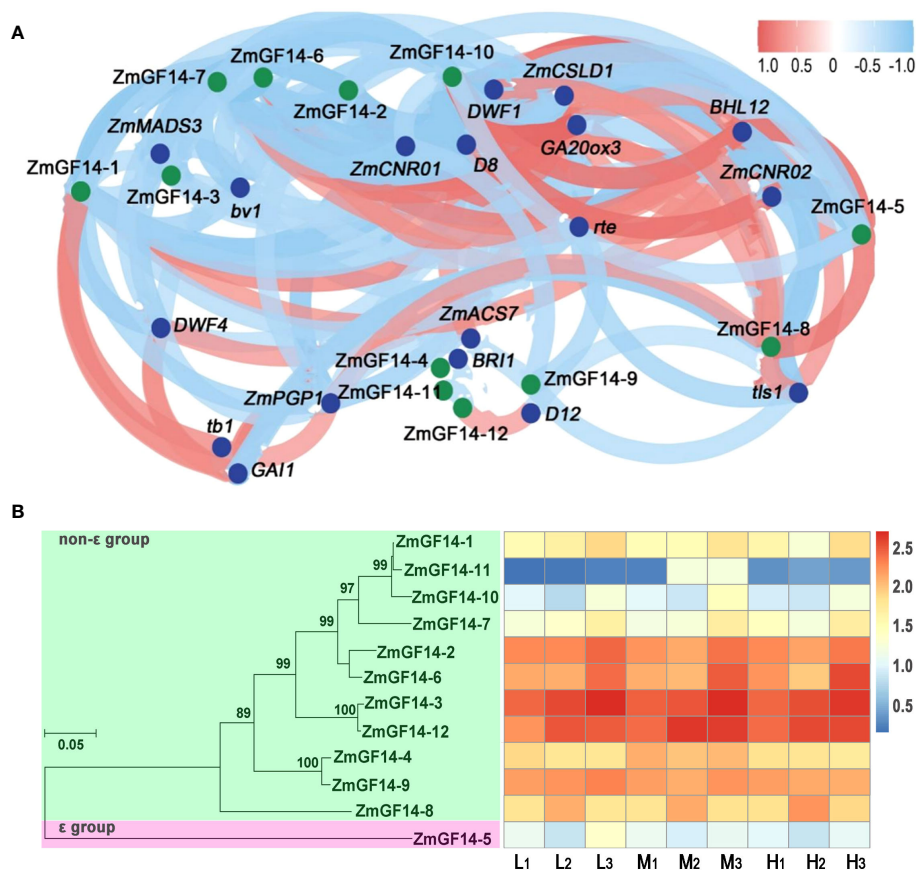 A
ZmGF14-10
ZmGF14-6
ZmGF14-7
ZmCSLD1
ZmGF14-2
DWF1
1.0 0.5 0 -0.5 -1.0
BHL12
ZmMADS3
GA20ox3
ZmGF14-1
ZmCNR01
D8
ZmCNR02
ZmGF14-3
bv1
ZmGF14-5
rte
ZmACS7
DWF4
ZmGF14-8
ZmGF14-4
BRI1
ZmGF14-9
ZmPGP1
ZmGF14-11
tls1
D12
tb1
ZmGF14-12
GAI1
B
non-ε group
ZmGF14-1
99
ZmGF14-11
97
ZmGF14-10
99
ZmGF14-7
ZmGF14-2
99
ZmGF14-6
100
ZmGF14-3
89
ZmGF14-12
0.05
ZmGF14-4
100
ZmGF14-9
ZmGF14-8
ε group
ZmGF14-5
2.5
2.0
1.5
1.0
0.5
L1 L2 L3 M1 M2 M3 H1 H2 H3